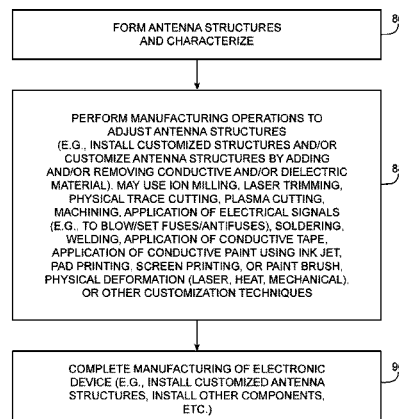 FORM ANTENNA STRUCTURES
AND CHARACTERIZE
PERFORM MANUFACTURING OPERATIONS TO
ADJUST ANTENNA STRUCTURES
(E.G., INSTALL CUSTOMIZED STRUCTURES AND/OR
CUSTOMIZE ANTENNA STRUCTURES BY ADDING
AND/OR REMOVING CONDUCTIVE AND/OR DIELECTRIC
MATERIAL). MAY USE ION MILLING, LASER TRIMMING,
PHYSICAL TRACE CUTTING, PLASMA CUTTING,
MACHINING, APPLICATION OF ELECTRICAL SIGNALS
(E.G., TO BLOW/SET FUSES/ANTIFUSES), SOLDERING,
WELDING, APPLICATION OF CONDUCTIVE TAPE,
APPLICATION OF CONDUCTIVE PAINT USING INK JET,
PAD PRINTING, SCREEN PRINTING, OR PAINT BRUSH,
PHYSICAL DEFORMATION (LASER, HEAT, MECHANICAL).
OR OTHER CUSTOMIZATION TECHNIQUES
COMPLETE MANUFACTURING OF ELECTRONIC
DEVICE (E.G., INSTALL CUSTOMIZED ANTENNA
STRUCTURES, INSTALL OTHER COMPONENTS,
ETC.)